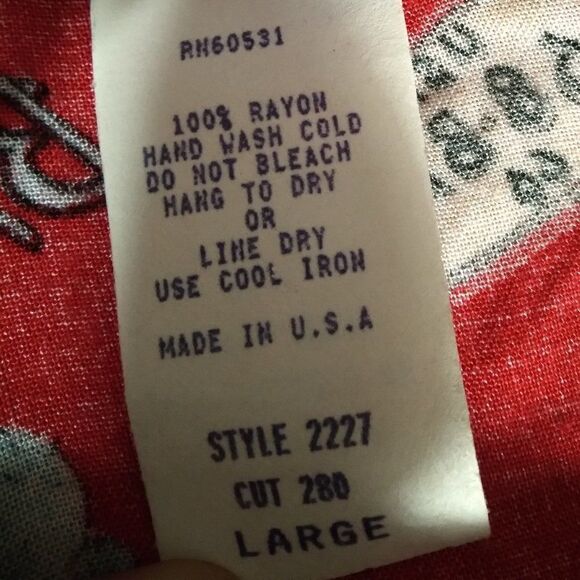 RN60531
100% RAYON
HAND WASH COLD
DO NOT BLEACH
HANG TO DRY
OR
LINE DRY
USE COOL IRON
MADE IN U.S.A
STYLE 2227
CUT 280
LARGE